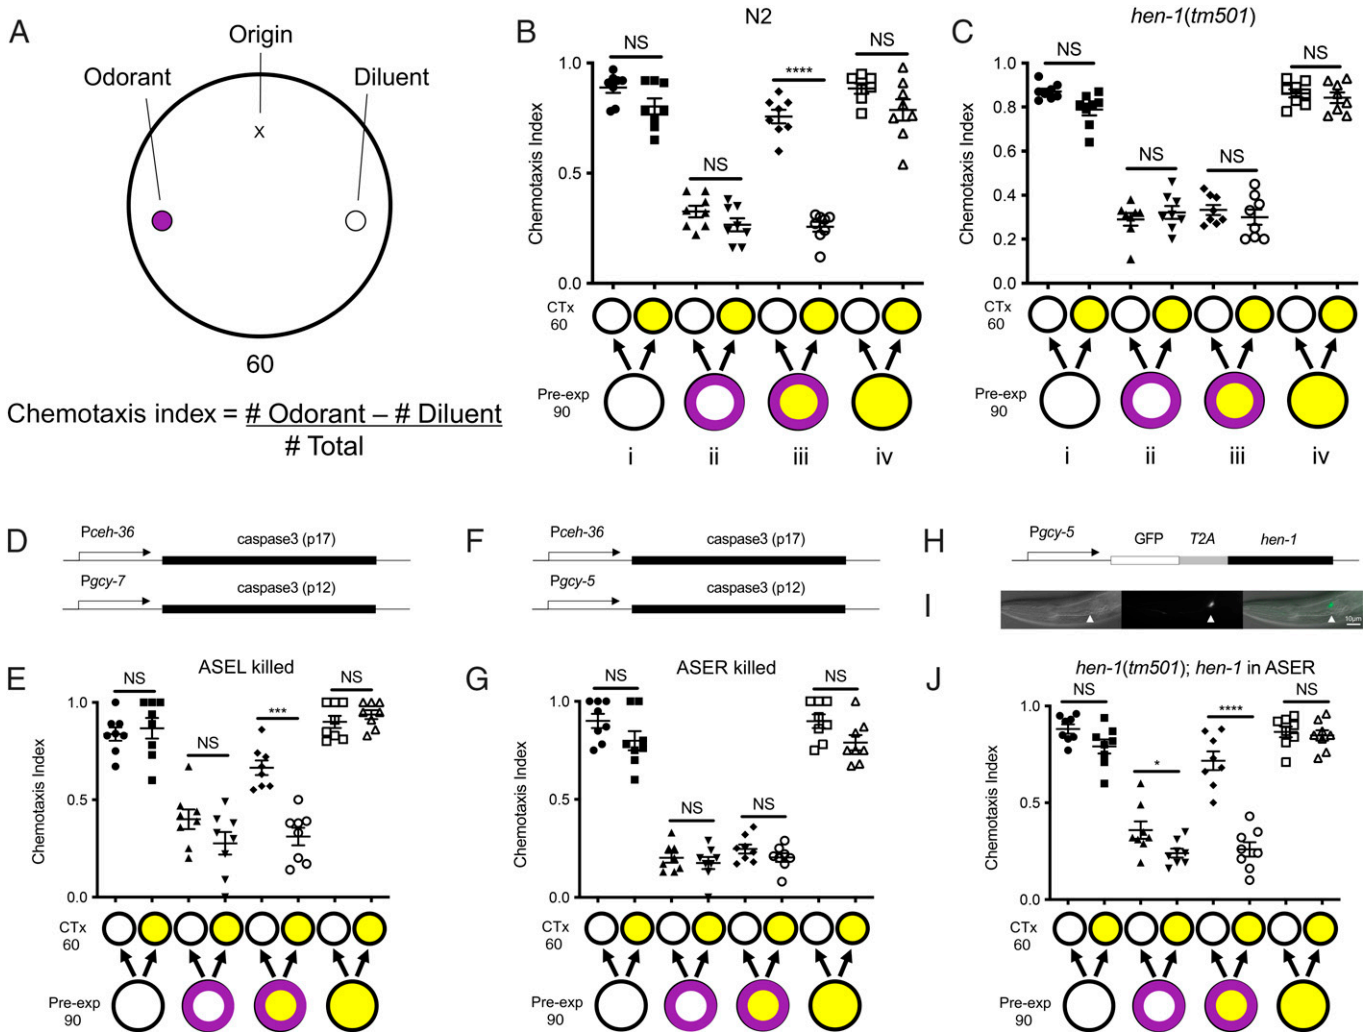 A
Origin
Odorant
Diluent
x
60
Chemotaxis index = # Odorant – # Diluent
# Total
B
N2
NS
NS
****
NS
Chemotaxis Index
1.0
0.5
0.0
CTx
60
Pre-exp
90
i
ii
iii
iv
C
hen-1(tm501)
NS
NS
NS
NS
Chemotaxis Index
1.0
0.8
0.6
0.4
0.2
0.0
CTx
60
Pre-exp
90
i
ii
iii
iv
D
Pceh-36
caspase3 (p17)
Pgcy-7
caspase3 (p12)
F
Pceh-36
caspase3 (p17)
Pgcy-5
caspase3 (p12)
H
Pgcy-5
GFP
T2A
hen-1
I
10μm
E
ASEL killed
NS
NS
***
NS
Chemotaxis Index
1.0
0.5
0.0
CTx
60
Pre-exp
90
G
ASER killed
NS
NS
NS
NS
Chemotaxis Index
1.0
0.5
0.0
CTx
60
Pre-exp
90
J
hen-1(tm501); hen-1 in ASER
NS
*
****
NS
Chemotaxis Index
1.0
0.5
0.0
CTx
60
Pre-exp
90